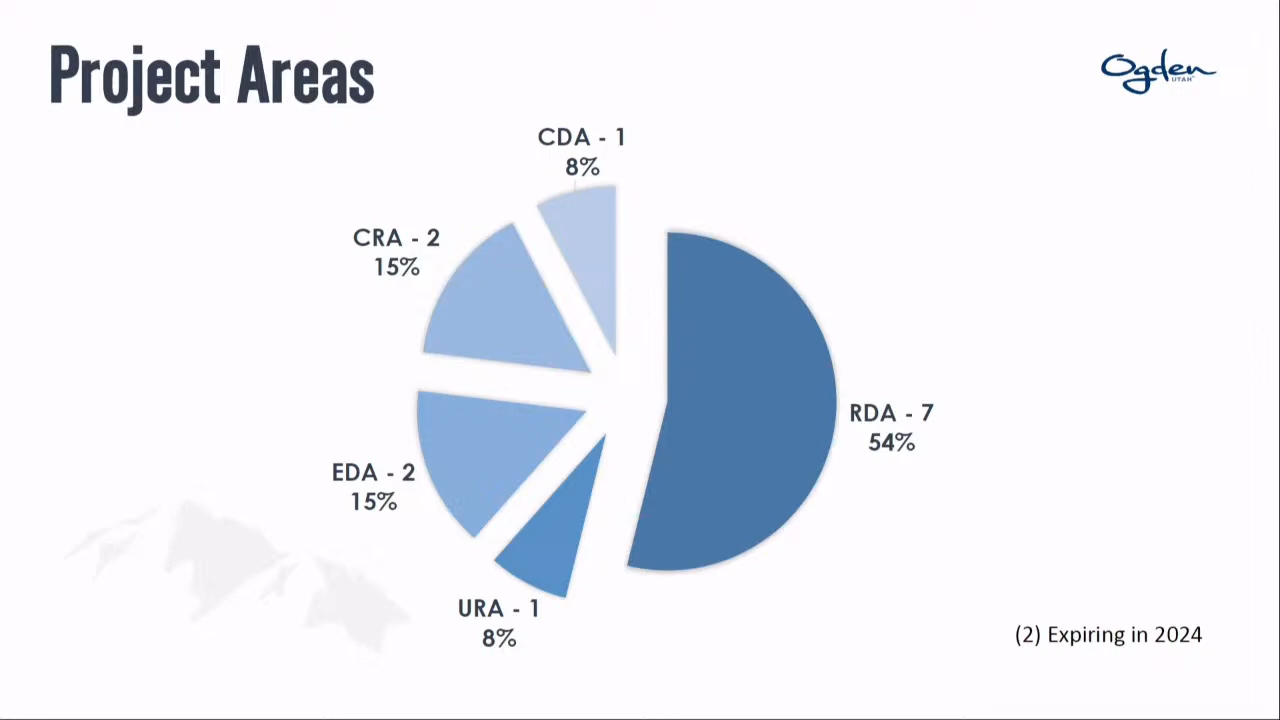 Project Areas
Ogden
UTAH
CDA - 1
8%
CRA - 2
15%
RDA - 7
54%
EDA - 2
15%
URA - 1
8%
(2) Expiring in 2024